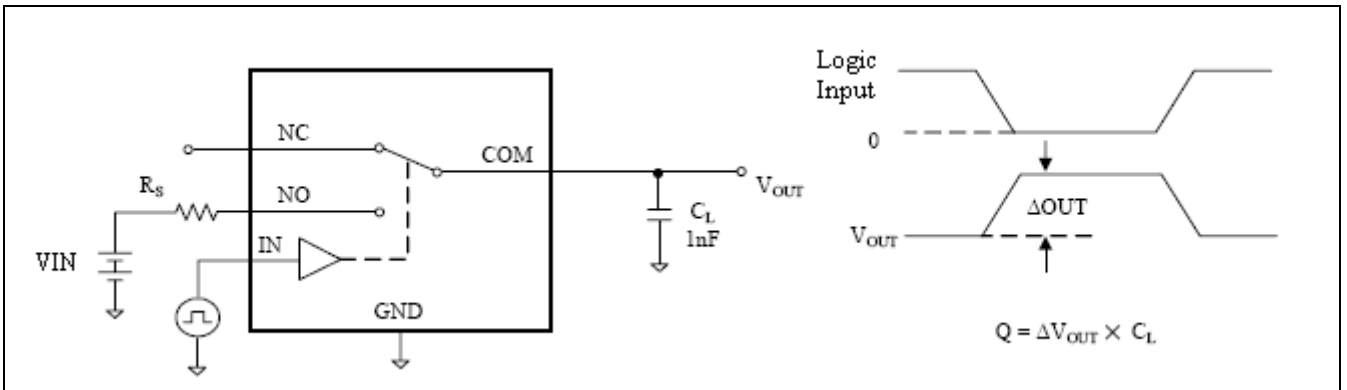 NC
COM
R_S
NO
V_OUT
C_L
1nF
IN
VIN
GND
Logic
Input
0
ΔOUT
V_OUT
Q = ΔV_OUT × C_L